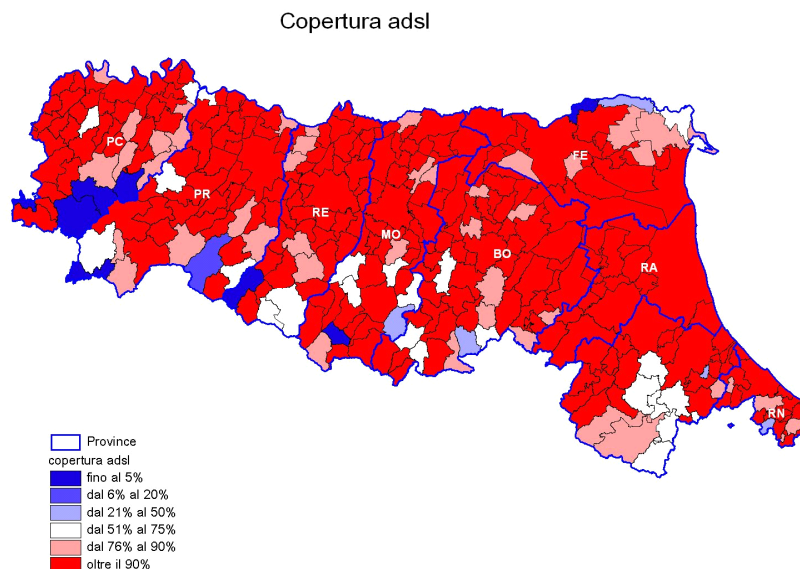 Copertura adsl
PC
PR
RE
MO
BO
FE
RA
RN
Province
copertura adsl
fino al 5%
dal 6% al 20%
dal 21% al 50%
dal 51% al 75%
dal 76% al 90%
oltre il 90%